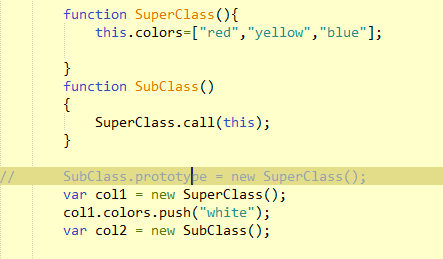 function SuperClass(){
this.colors=["red","yellow","blue"];
}
function SubClass()
{
SuperClass.call(this);
}
// SubClass.prototype = new SuperClass();
var col1 = new SuperClass();
col1.colors.push("white");
var col2 = new SubClass();